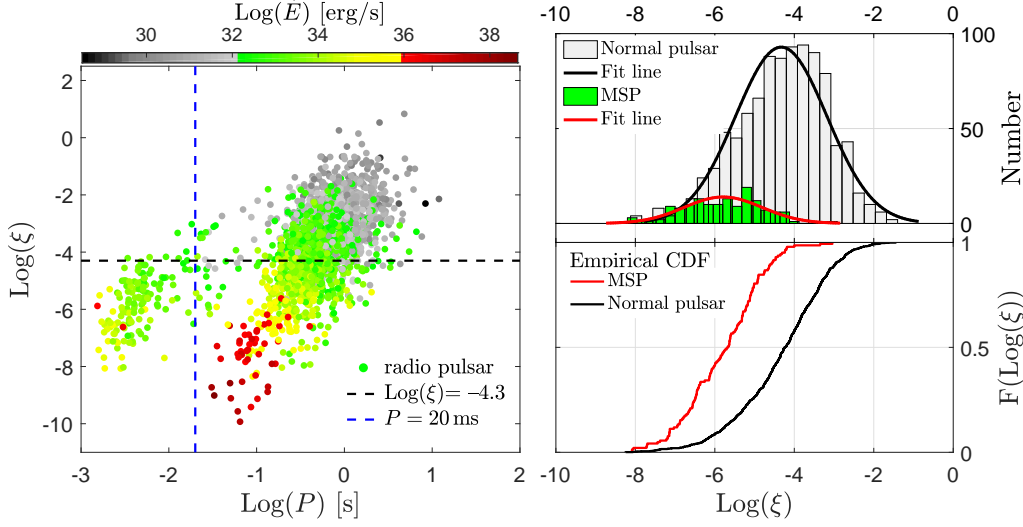 Log(E) [erg/s]
30 32 34 36 38
2
0
-2
-4
-6
-8
-10
Log(ξ)
radio pulsar
Log(ξ)= –4.3
P = 20 ms
-3 -2 -1 0 1 2
Log(P) [s]
-10 -8 -6 -4 -2 0
Normal pulsar
Fit line
MSP
Fit line
100
50
0
Number
Empirical CDF
MSP
Normal pulsar
1
0.5
0
F(Log(ξ))
-10 -8 -6 -4 -2 0
Log(ξ)